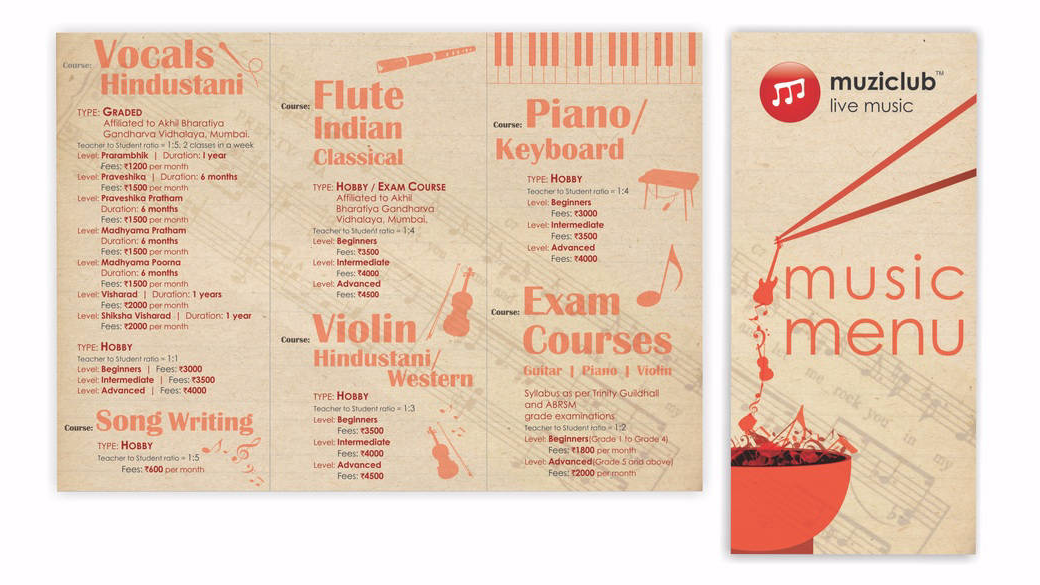 Course: Vocals
Hindustani
TYPE: GRADED
Affiliated to Akhil Bharatiya
Gandharva Vidhalaya, Mumbai.
Teacher to Student ratio = 1:5, 2 classes in a week
Level: Prarambhik | Duration: 1 year
Fees: ₹1200 per month
Level: Praveshika | Duration: 6 months
Fees: ₹1500 per month
Level: Praveshika Pratham
Duration: 6 months
Fees: ₹1500 per month
Level: Madhyama Pratham
Duration: 6 months
Fees: ₹1500 per month
Level: Madhyama Poorna
Duration: 6 months
Fees: ₹1500 per month
Level: Visharad | Duration: 1 years
Fees: ₹2000 per month
Level: Shiksha Visharad | Duration: 1 year
Fees: ₹2000 per month
TYPE: HOBBY
Teacher to Student ratio = 1:1
Level: Beginners | Fees: ₹3000
Level: Intermediate | Fees: ₹3500
Level: Advanced | Fees: ₹4000
Course: Song Writing
TYPE: HOBBY
Teacher to Student ratio = 1:5
Fees: ₹600 per month
Course: Flute
Indian
Classical
TYPE: HOBBY / EXAM COURSE
Affiliated to Akhil
Bharatiya Gandharva
Vidhalaya, Mumbai.
Teacher to Student ratio = 1:4
Level: Beginners
Fees: ₹3500
Level: Intermediate
Fees: ₹4000
Level: Advanced
Fees: ₹4500
Course: Violin
Hindustani/
Western
TYPE: HOBBY
Teacher to Student ratio = 1:3
Level: Beginners
Fees: ₹3500
Level: Intermediate
Fees: ₹4000
Level: Advanced
Fees: ₹4500
Course: Piano/
Keyboard
TYPE: HOBBY
Teacher to Student ratio = 1:4
Level: Beginners
Fees: ₹3000
Level: Intermediate
Fees: ₹3500
Level: Advanced
Fees: ₹4000
Course: Exam
Courses
Guitar | Piano | Violin
Syllabus as per Trinity Guildhall
and ABRSM
grade examinations
Teacher to Student ratio = 1:2
Level: Beginners(Grade 1 to Grade 4)
Fees: ₹1800 per month
Level: Advanced(Grade 5 and above)
Fees: ₹2000 per month
muziclub™
live music
music
menu
rock you in
my